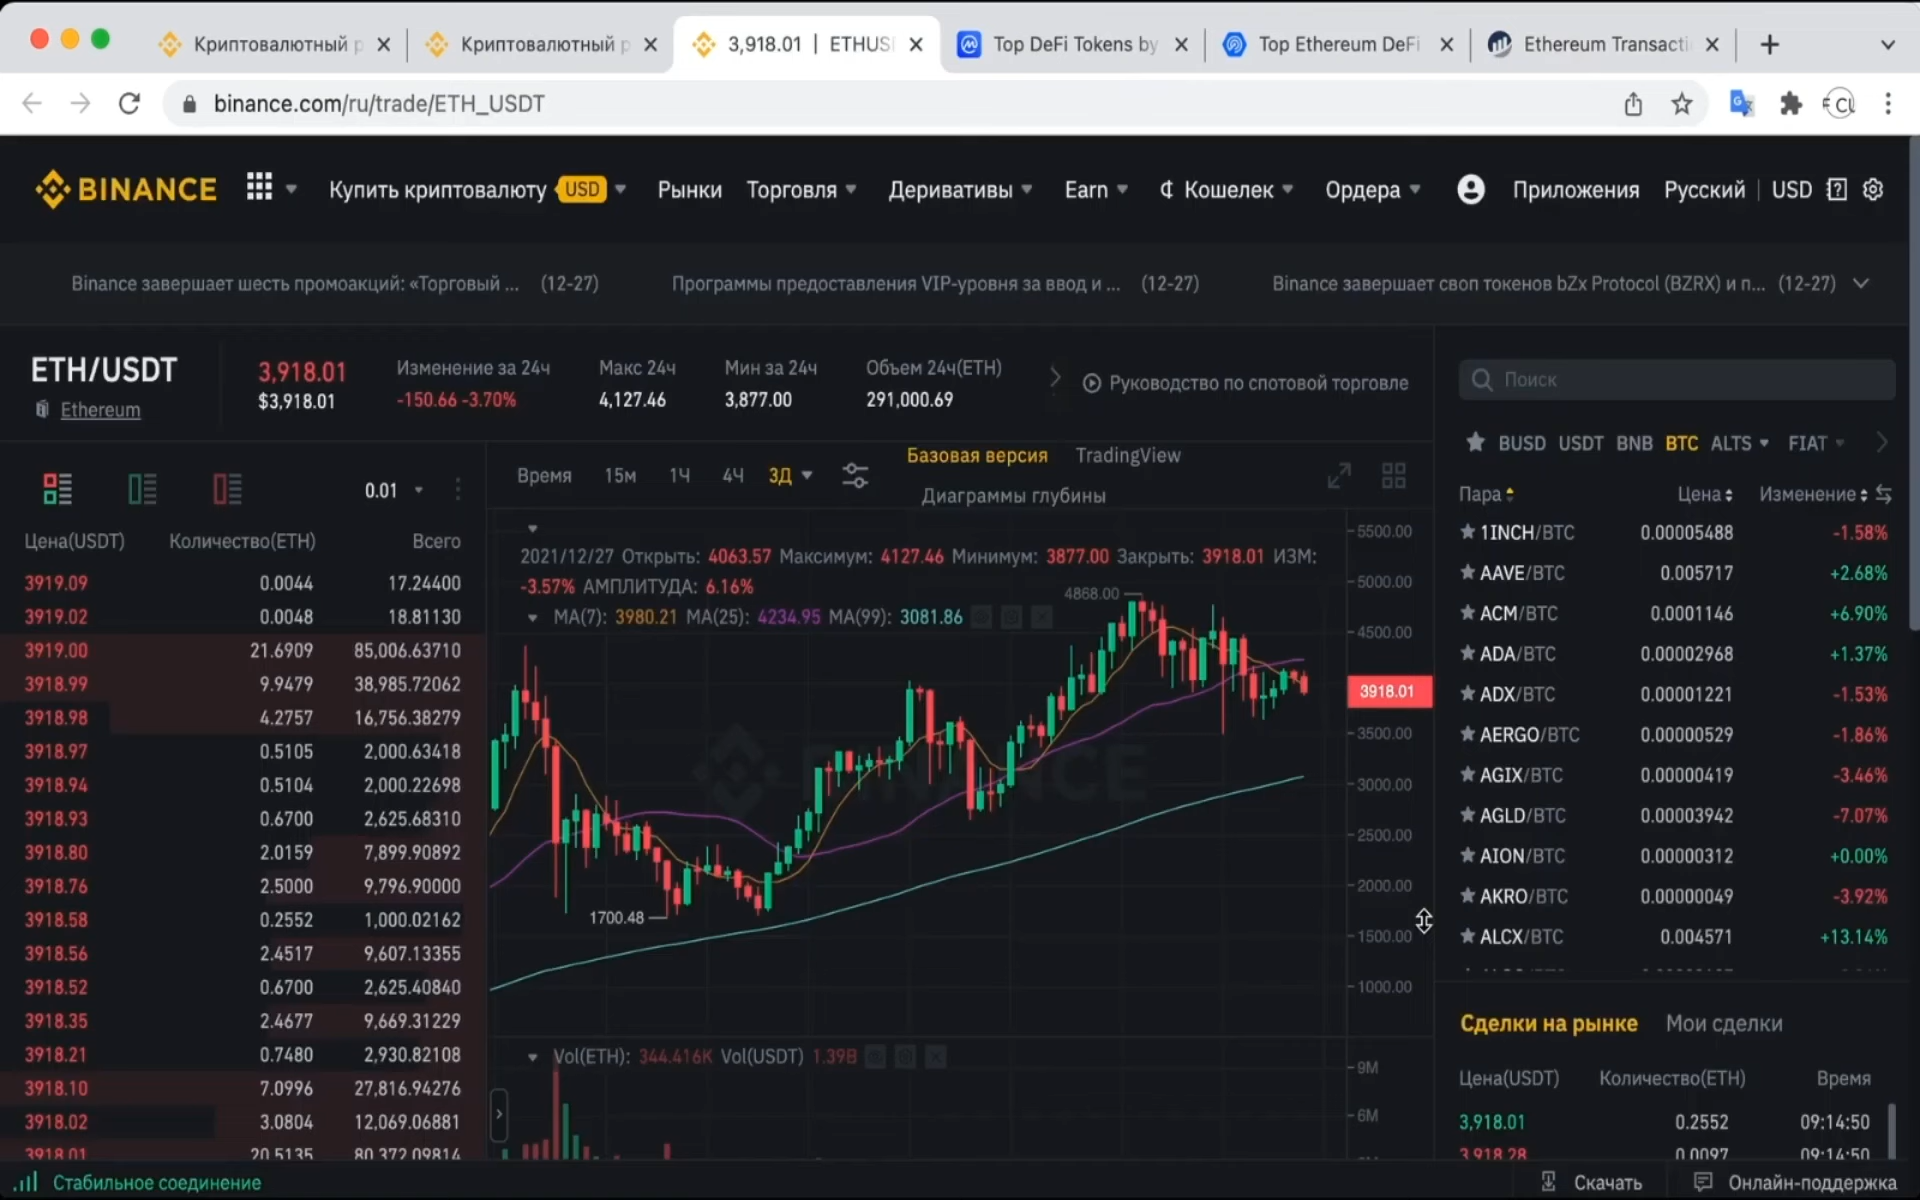 Криптовалютный р
Криптовалютный р
3,918.01 | ETHUS
Top DeFi Tokens by
Top Ethereum DeFi
Ethereum Transacti
binance.com/ru/trade/ETH_USDT
BINANCE
Купить криптовалюту USD
Рынки
Торговля
Деривативы
Earn
Кошелек
Ордера
Приложения
Русский
USD
Binance завершает шесть промоакций: «Торговый ... (12-27)
Программы предоставления VIP-уровня за ввод и ... (12-27)
Binance завершает своп токенов bZx Protocol (BZRX) и п... (12-27)
ETH/USDT
Ethereum
3,918.01
$3,918.01
Изменение за 24ч
-150.66 -3.70%
Макс 24ч
4,127.46
Мин за 24ч
3,877.00
Объем 24ч(ETH)
291,000.69
Руководство по спотовой торговле
0.01
Цена(USDT) Количество(ETH) Всего
3919.09 0.0044 17.24400
3919.02 0.0048 18.81130
3919.00 21.6909 85,006.63710
3918.99 9.9479 38,985.72062
3918.98 4.2757 16,756.38279
3918.97 0.5105 2,000.63418
3918.94 0.5104 2,000.22698
3918.93 0.6700 2,625.68310
3918.80 2.0159 7,899.90892
3918.76 2.5000 9,796.90000
3918.58 0.2552 1,000.02162
3918.56 2.4517 9,607.13355
3918.52 0.6700 2,625.40840
3918.35 2.4677 9,669.31229
3918.21 0.7480 2,930.82108
3918.10 7.0996 27,816.94276
3918.02 3.0804 12,069.06881
3918.01 20.5135 80,372.09814
Время 15м 1Ч 4Ч 3Д
Базовая версия TradingView
Диаграммы глубины
2021/12/27 Открыть: 4063.57 Максимум: 4127.46 Минимум: 3877.00 Закрыть: 3918.01 ИЗМ:
-3.57% АМПЛИТУДА: 6.16%
MA(7): 3980.21 MA(25): 4234.95 MA(99): 3081.86
4868.00
1700.48
BINANCE
5500.00
5000.00
4500.00
3918.01
3500.00
3000.00
2500.00
2000.00
1500.00
1000.00
Vol(ETH): 344.416K Vol(USDT) 1.39B
9M
6M
Поиск
BUSD USDT BNB BTC ALTS FIAT
Пара Цена Изменение
1INCH/BTC 0.00005488 -1.58%
AAVE/BTC 0.005717 +2.68%
ACM/BTC 0.0001146 +6.90%
ADA/BTC 0.00002968 +1.37%
ADX/BTC 0.00001221 -1.53%
AERGO/BTC 0.00000529 -1.86%
AGIX/BTC 0.00000419 -3.46%
AGLD/BTC 0.00003942 -7.07%
AION/BTC 0.00000312 +0.00%
AKRO/BTC 0.00000049 -3.92%
ALCX/BTC 0.004571 +13.14%
Сделки на рынке Мои сделки
Цена(USDT) Количество(ETH) Время
3,918.01 0.2552 09:14:50
3,918.28 0.0097 09:14:50
Стабильное соединение
Скачать
Онлайн-поддержка